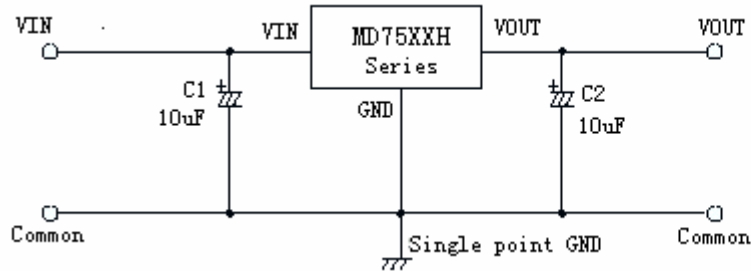 VIN
VIN
MD75XXH
Series
VOUT
VOUT
GND
+
C1
10uF
+
C2
10uF
Common
Single point GND
Common